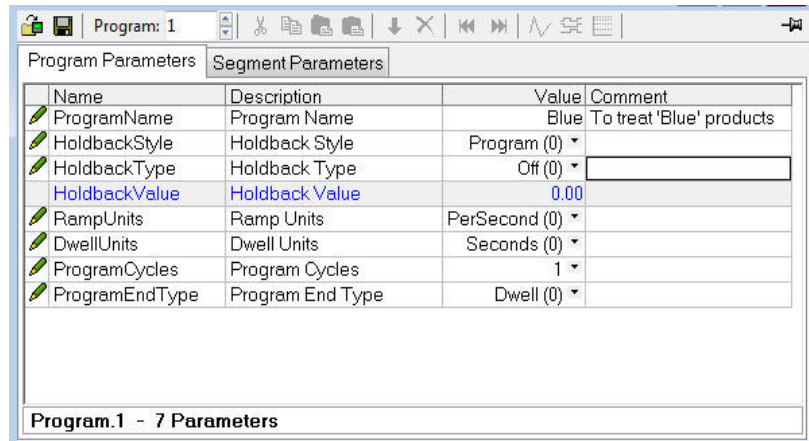 Program: 1
Program Parameters Segment Parameters
Name Description Value Comment
ProgramName Program Name Blue To treat 'Blue' products
HoldbackStyle Holdback Style Program (0)
HoldbackType Holdback Type Off (0)
HoldbackValue Holdback Value 0.00
RampUnits Ramp Units PerSecond (0)
DwellUnits Dwell Units Seconds (0)
ProgramCycles Program Cycles 1
ProgramEndType Program End Type Dwell (0)
Program.1 - 7 Parameters